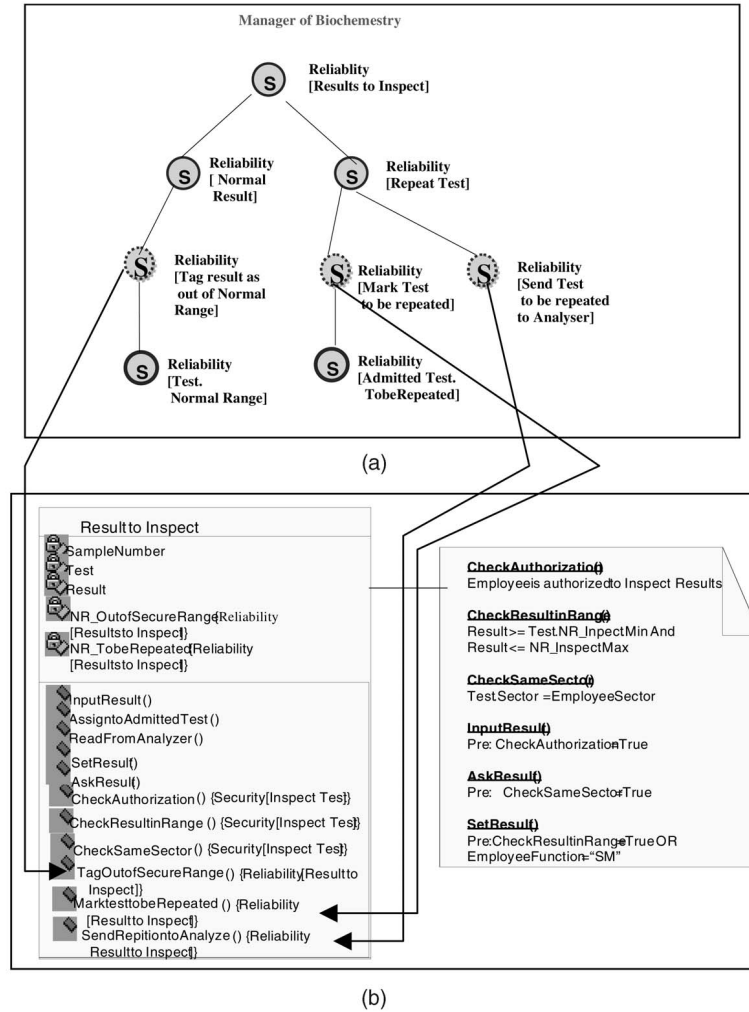 Manager of Biochemestry
S
Reliablity
[Results to Inspect]
S
Reliability
[ Normal
Result]
S
Reliability
[Repeat Test]
S
Reliability
[Tag result as
out of Normal
Range]
S
Reliability
[Mark Test
to be repeated]
S
Reliability
[Send Test
to be repeated
to Analyser]
S
Reliability
[Test.
Normal Range]
S
Reliability
[Admitted Test.
TobeRepeated]
(a)
Resultto Inspect
SampleNumber
Test
Result
NR_OutofSecureRange{Reliability
[Resultsto Inspect]}
NR_TobeRepeated{Reliability
[Resultsto Inspect]}
InputResult()
AssigntoAdmittedTest()
ReadFromAnalyzer()
SetResult()
AskResult()
CheckAuthorization() {Security[Inspect Test]}
CheckResultinRange() {Security[Inspect Test]}
CheckSameSector() {Security[Inspect Test]}
TagOutofSecureRange() {Reliability[Resultto
Inspect]}
MarktesttobeRepeated() {Reliability
[Resultto Inspect]}
SendRepitiontoAnalyze() {Reliability
Resultto Inspect]}
CheckAuthorization()
Employeeis authorizedto Inspect Results
CheckResultinRange()
Result>= Test.NR_InpectMin And
Result<= NR_InspectMax
CheckSameSector()
Test.Sector =EmployeeSector
InputResult()
Pre: CheckAuthorization=True
AskResult()
Pre: CheckSameSector=True
SetResult()
Pre:CheckResultinRange=TrueOR
EmployeeFunction="SM"
(b)